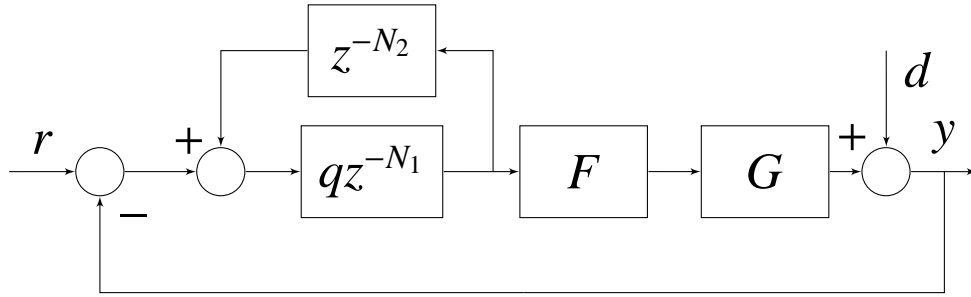 z^{-N_2}
d
r + qz^{-N_1} F G + y
−